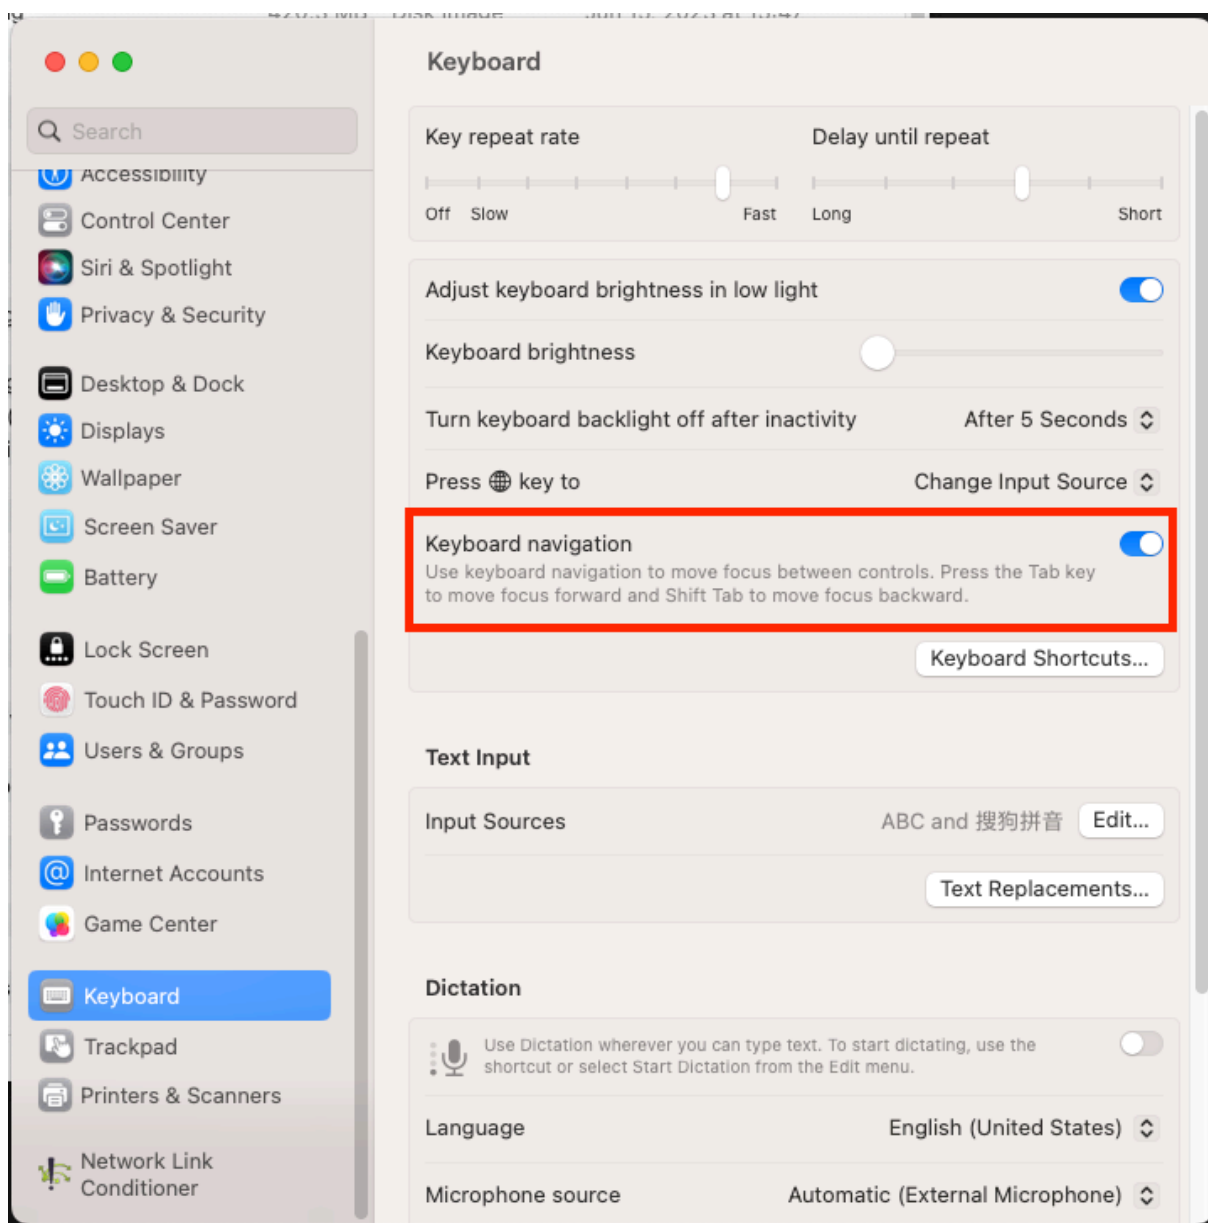 Keyboard
Search
Accessibility
Control Center
Siri & Spotlight
Privacy & Security
Desktop & Dock
Displays
Wallpaper
Screen Saver
Battery
Lock Screen
Touch ID & Password
Users & Groups
Passwords
Internet Accounts
Game Center
Keyboard
Trackpad
Printers & Scanners
Network Link
Conditioner
Key repeat rate
Off Slow Fast
Delay until repeat
Long Short
Adjust keyboard brightness in low light
Keyboard brightness
Turn keyboard backlight off after inactivity After 5 Seconds
Press key to Change Input Source
Keyboard navigation
Use keyboard navigation to move focus between controls. Press the Tab key
to move focus forward and Shift Tab to move focus backward.
Keyboard Shortcuts...
Text Input
Input Sources ABC and 搜狗拼音 Edit...
Text Replacements...
Dictation
Use Dictation wherever you can type text. To start dictating, use the
shortcut or select Start Dictation from the Edit menu.
Language English (United States)
Microphone source Automatic (External Microphone)